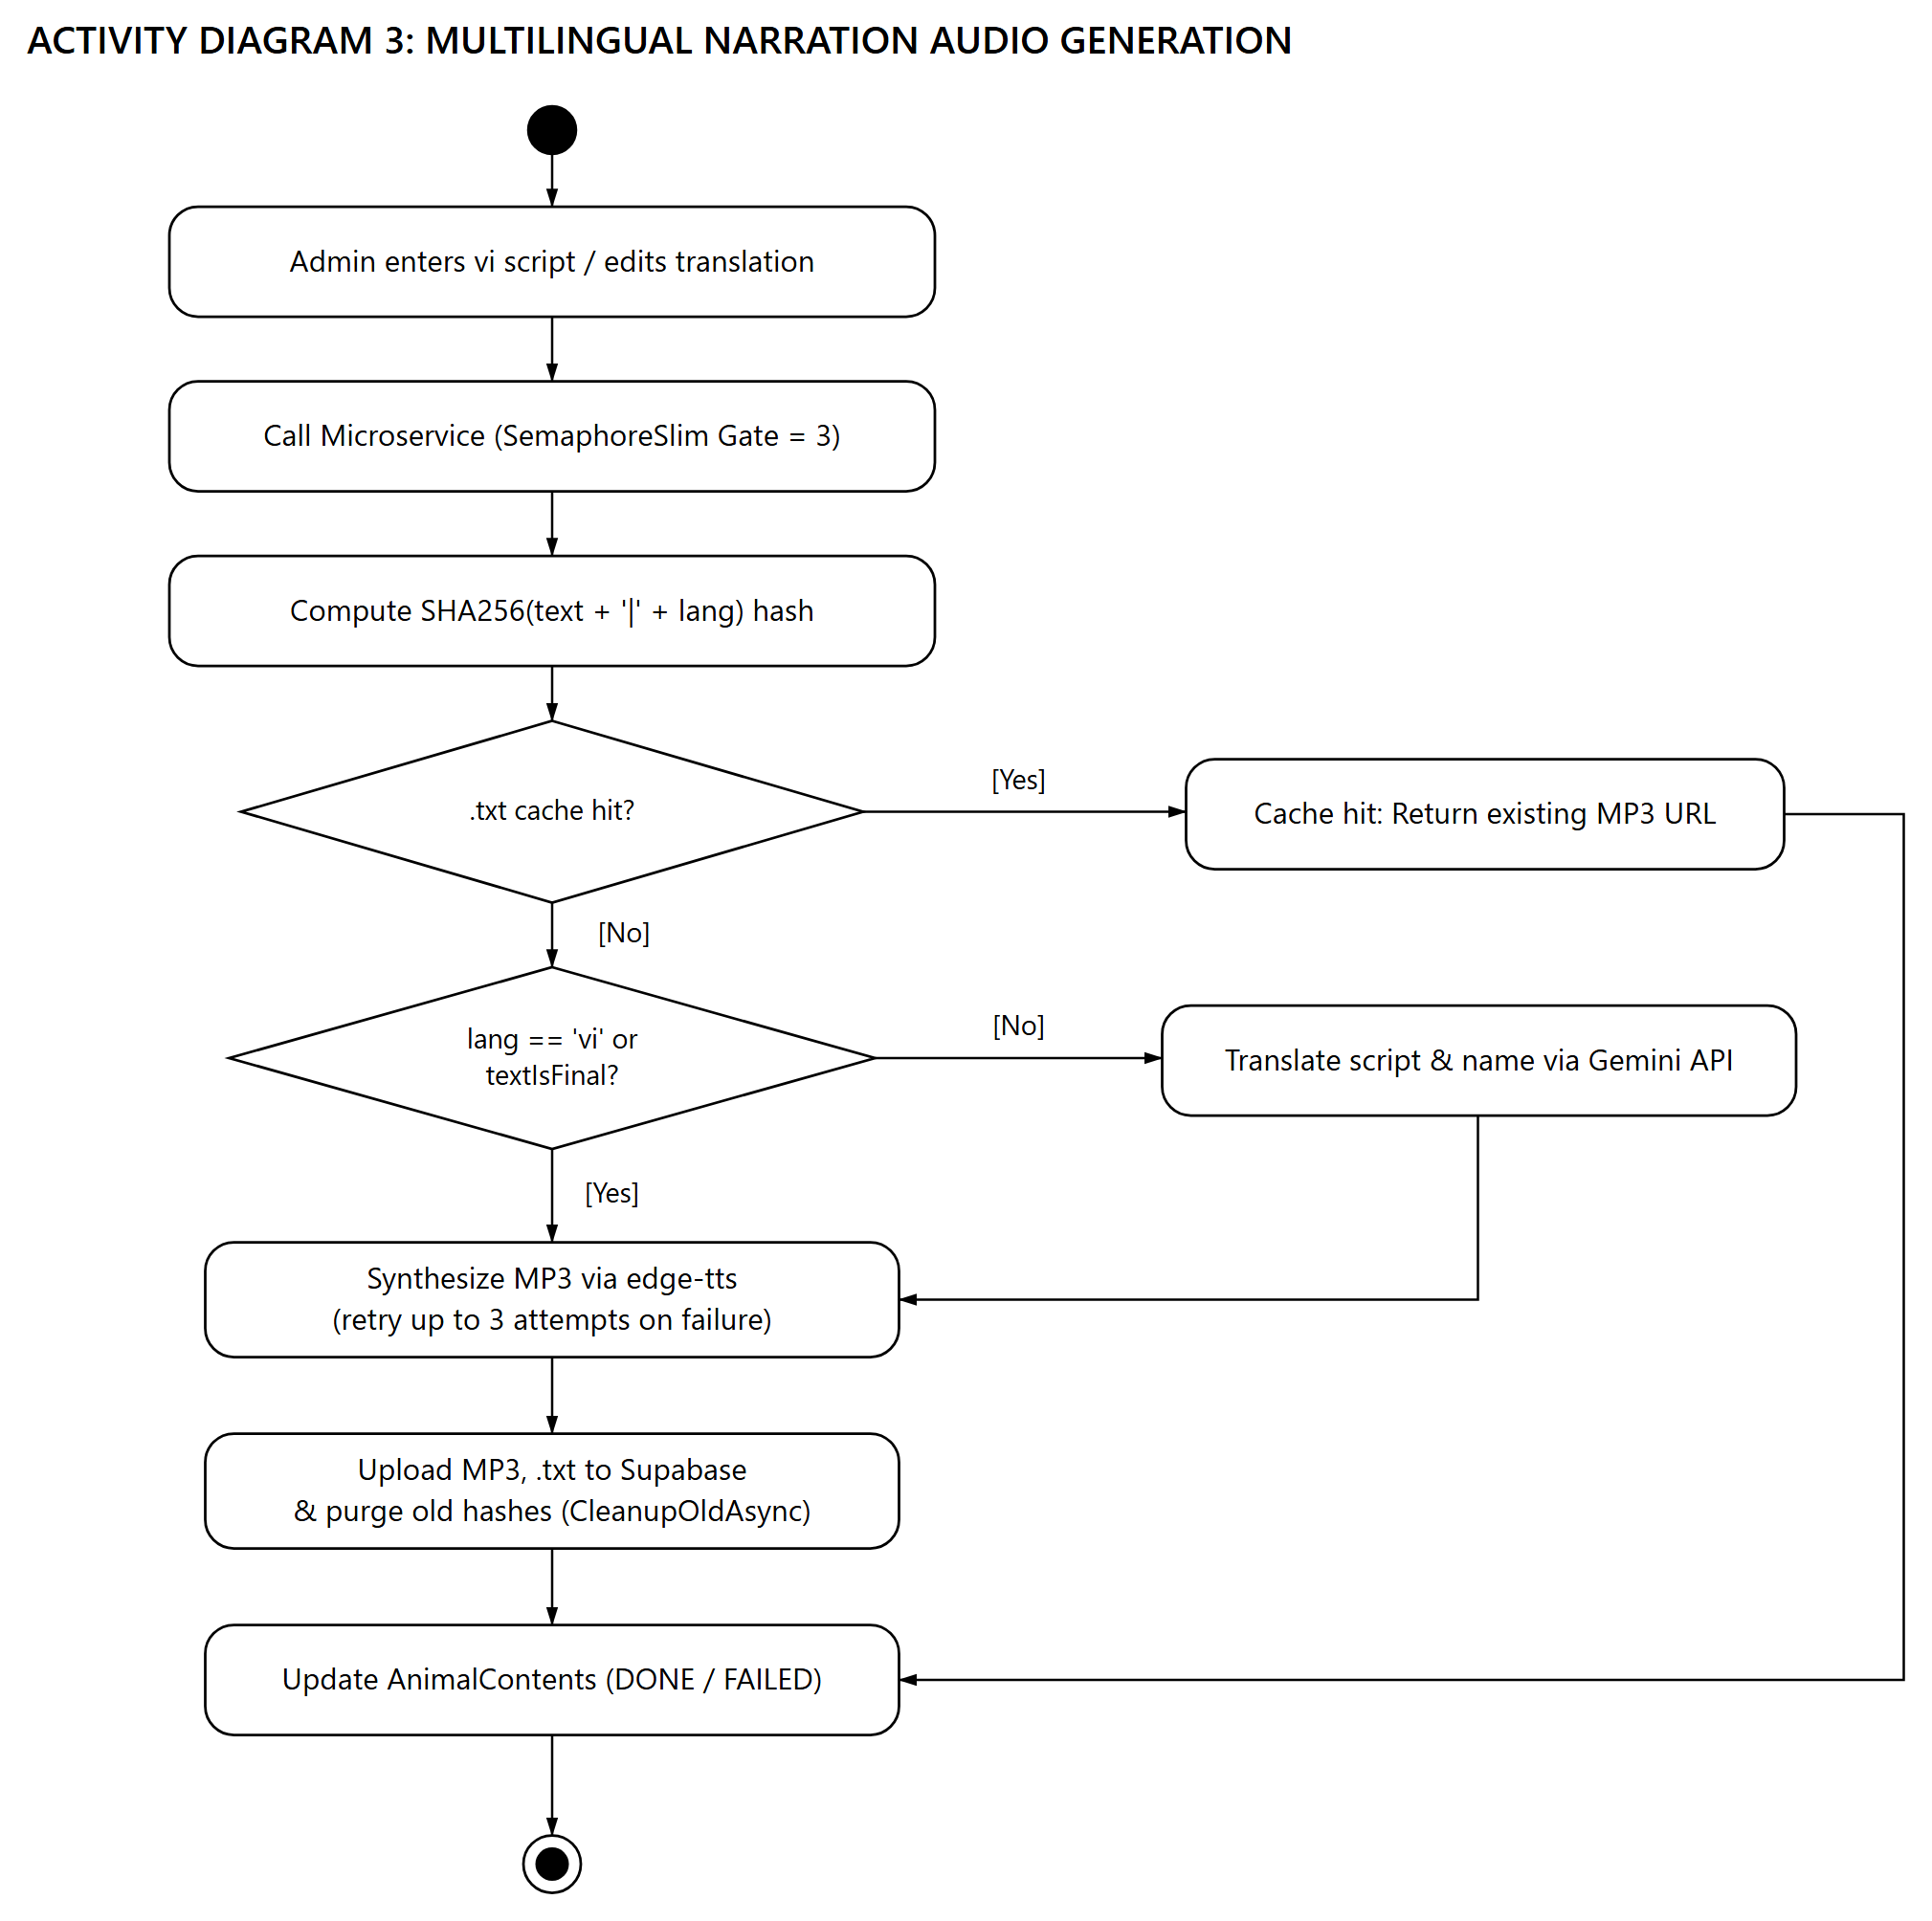 ACTIVITY DIAGRAM 3: MULTILINGUAL NARRATION AUDIO GENERATION
Admin enters vi script / edits translation
Call Microservice (SemaphoreSlim Gate = 3)
Compute SHA256(text + '|' + lang) hash
.txt cache hit?
[Yes]
Cache hit: Return existing MP3 URL
[No]
lang == 'vi' or
textIsFinal?
[No]
Translate script & name via Gemini API
[Yes]
Synthesize MP3 via edge-tts
(retry up to 3 attempts on failure)
Upload MP3, .txt to Supabase
& purge old hashes (CleanupOldAsync)
Update AnimalContents (DONE / FAILED)